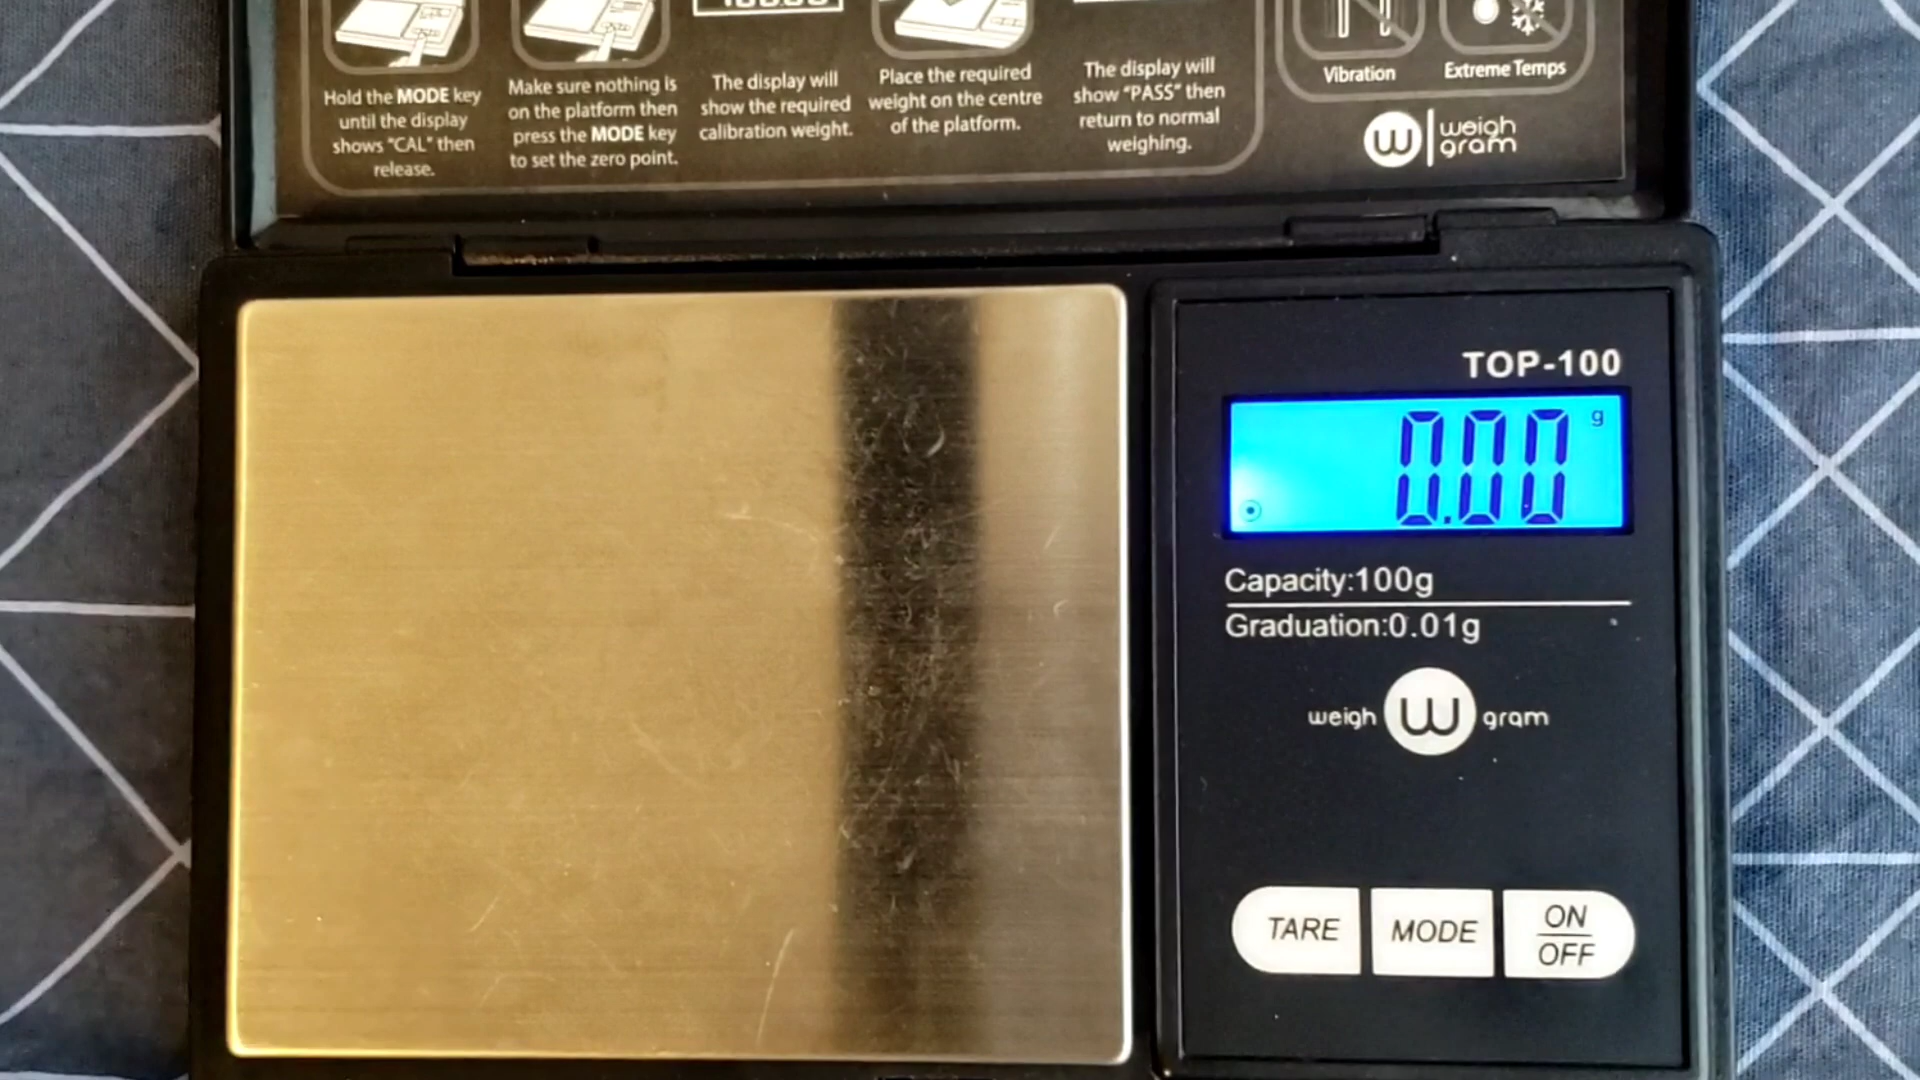 Hold the MODE key
until the display
shows "CAL" then
release.
Make sure nothing is
on the platform then
press the MODE key
to set the zero point.
The display will
show the required
calibration weight.
Place the required
weight on the centre
of the platform.
The display will
show "PASS" then
return to normal
weighing.
Vibration
Extreme Temps
W weigh
gram
TOP-100
0.00 g
Capacity:100g
Graduation:0.01g
weigh W gram
TARE
MODE
ON
OFF